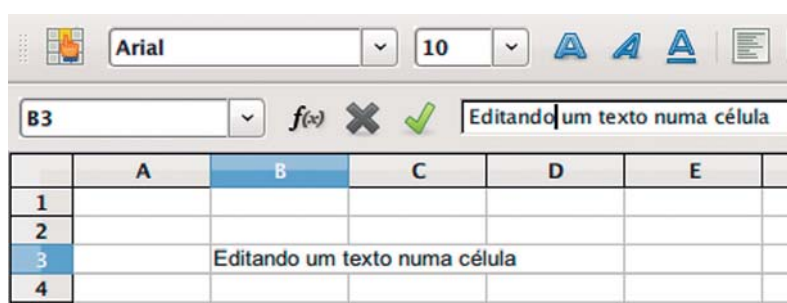 Arial 10 A A A
B3 f(x) Editando um texto numa célula
A B C D E
1
2
3 Editando um texto numa célula
4